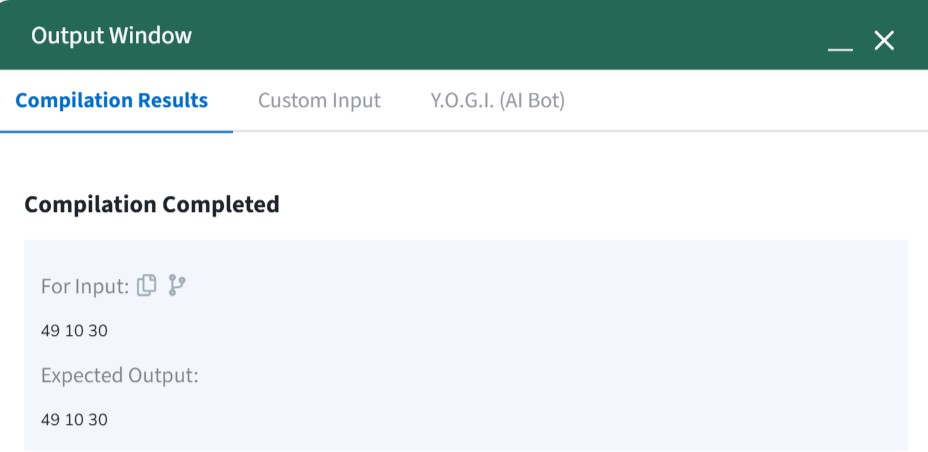 Output Window
Compilation Results Custom Input Y.O.G.I. (AI Bot)
Compilation Completed
For Input:
49 10 30
Expected Output:
49 10 30